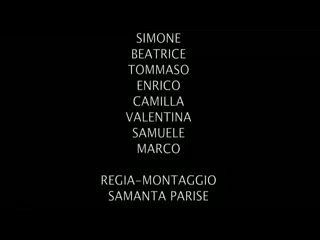 SIMONE
BEATRICE
TOMMASO
ENRICO
CAMILLA
VALENTINA
SAMUELE
MARCO
REGIA-MONTAGGIO
SAMANTA PARISE